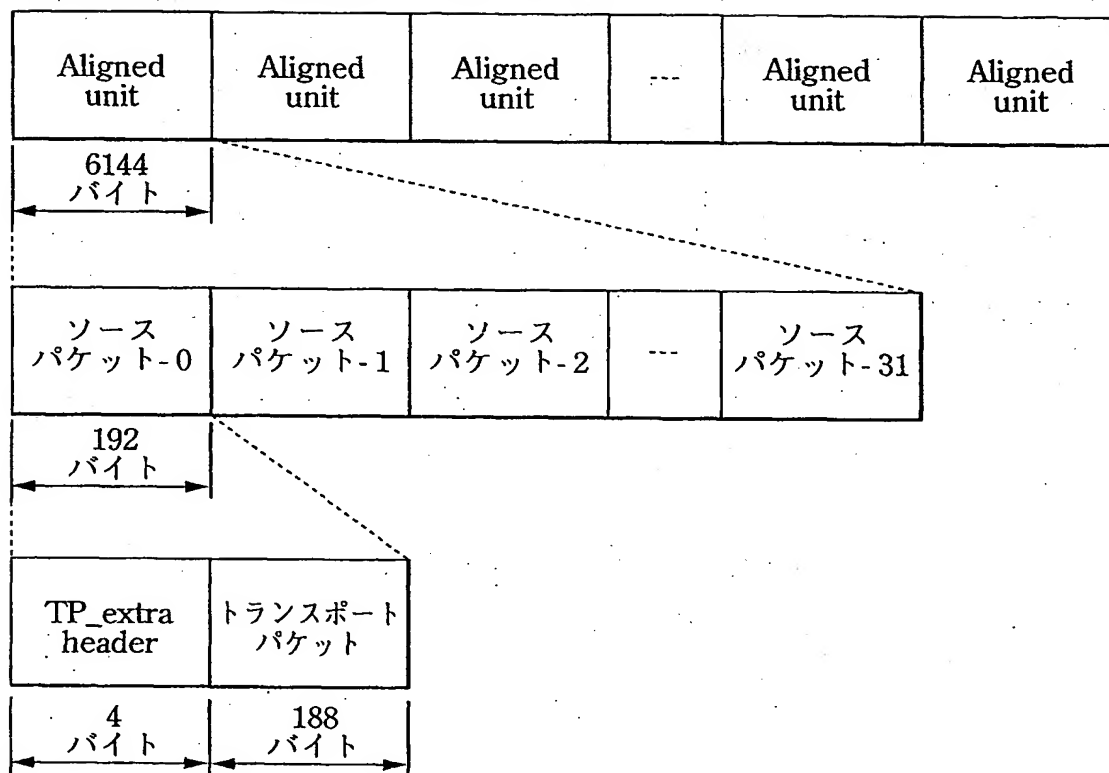 Aligned unit
Aligned unit
Aligned unit
---
Aligned unit
Aligned unit
6144
バイト
ソース
パケット-0
ソース
パケット-1
ソース
パケット-2
---
ソース
パケット-31
192
バイト
TP_extra
header
トランスポート
パケット
4
バイト
188
バイト